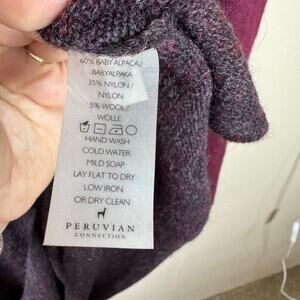 60% BABY ALPACA/
BABYALPAKA
35% NYLON /
NYLON
5% WOOL /
WOLLE
HAND WASH
COLD WATER
MILD SOAP
LAY FLAT TO DRY
LOW IRON
OR DRY CLEAN
PERUVIAN
CONNECTION